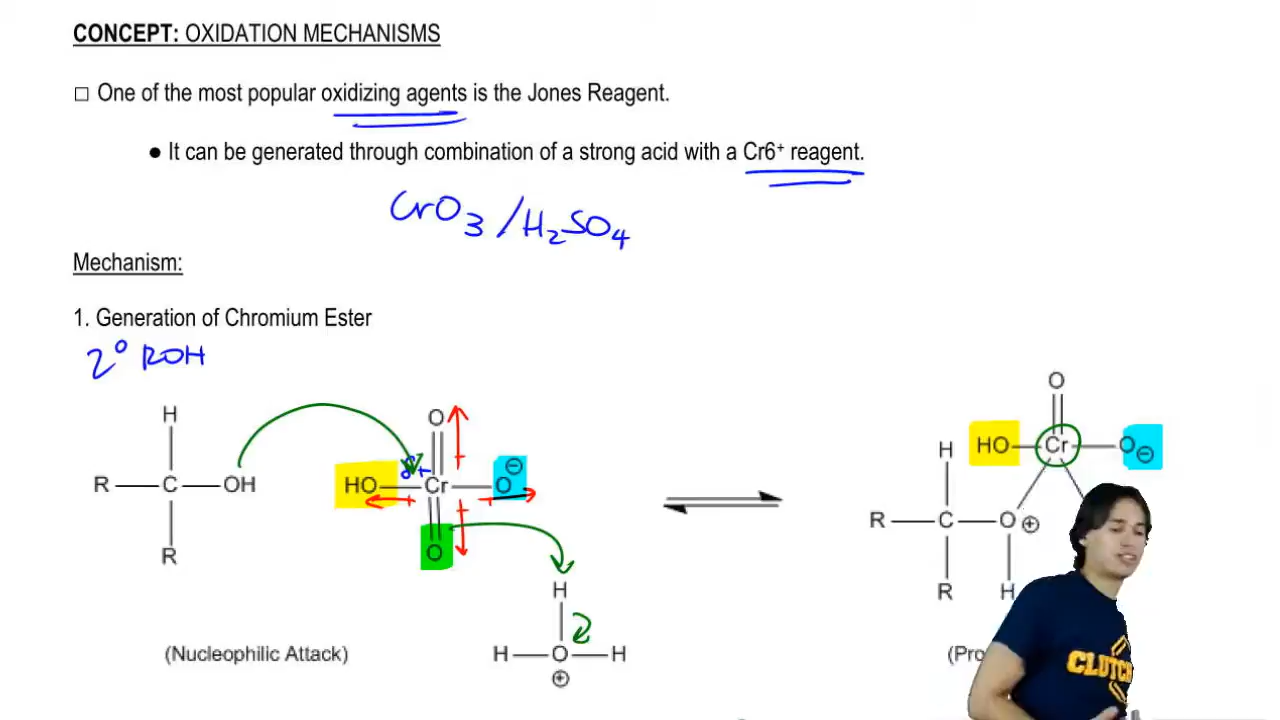 CONCEPT: OXIDATION MECHANISMS
□ One of the most popular oxidizing agents is the Jones Reagent.
● It can be generated through combination of a strong acid with a Cr6⁺ reagent.
CrO₃/H₂SO₄
Mechanism:
1. Generation of Chromium Ester
2° ROH
H
R C OH
R
O
HO δ+ Cr O ⊖
O
H
H O H
⊕
O
HO Cr O ⊖
H
R C O ⊕
R H
(Nucleophilic Attack)
(Pro
CLUTCH